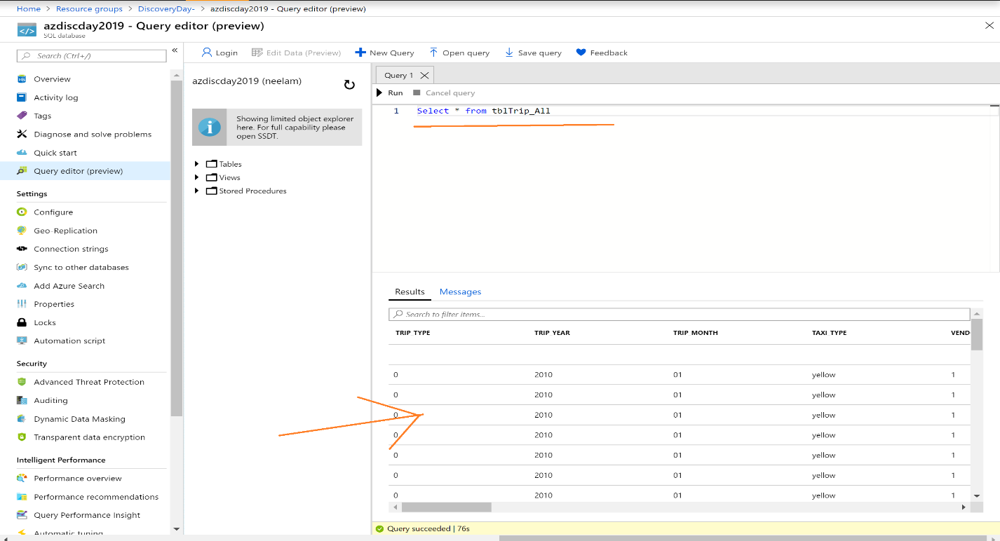 Home > Resource groups > DiscoveryDay- > azdiscday2019 - Query editor (preview)
azdiscday2019 - Query editor (preview)
SQL database
Search (Ctrl+/)
«
Overview
Activity log
Tags
Diagnose and solve problems
Quick start
Query editor (preview)
Settings
Configure
Geo-Replication
Connection strings
Sync to other databases
Add Azure Search
Properties
Locks
Automation script
Security
Advanced Threat Protection
Auditing
Dynamic Data Masking
Transparent data encryption
Intelligent Performance
Performance overview
Performance recommendations
Query Performance Insight
Automatic tuning
Login Edit Data (Preview) New Query Open query Save query Feedback
azdiscday2019 (neelam)
Showing limited object explorer
here. For full capability please
open SSDT.
Tables
Views
Stored Procedures
Query 1
Run Cancel query
1 Select * from tblTrip_All
Results Messages
Search to filter items...
TRIP TYPE TRIP YEAR TRIP MONTH TAXI TYPE VEND
0 2010 01 yellow 1
0 2010 01 yellow 1
0 2010 01 yellow 1
0 2010 01 yellow 1
0 2010 01 yellow 1
0 2010 01 yellow 1
0 2010 01 yellow 1
Query succeeded | 76s